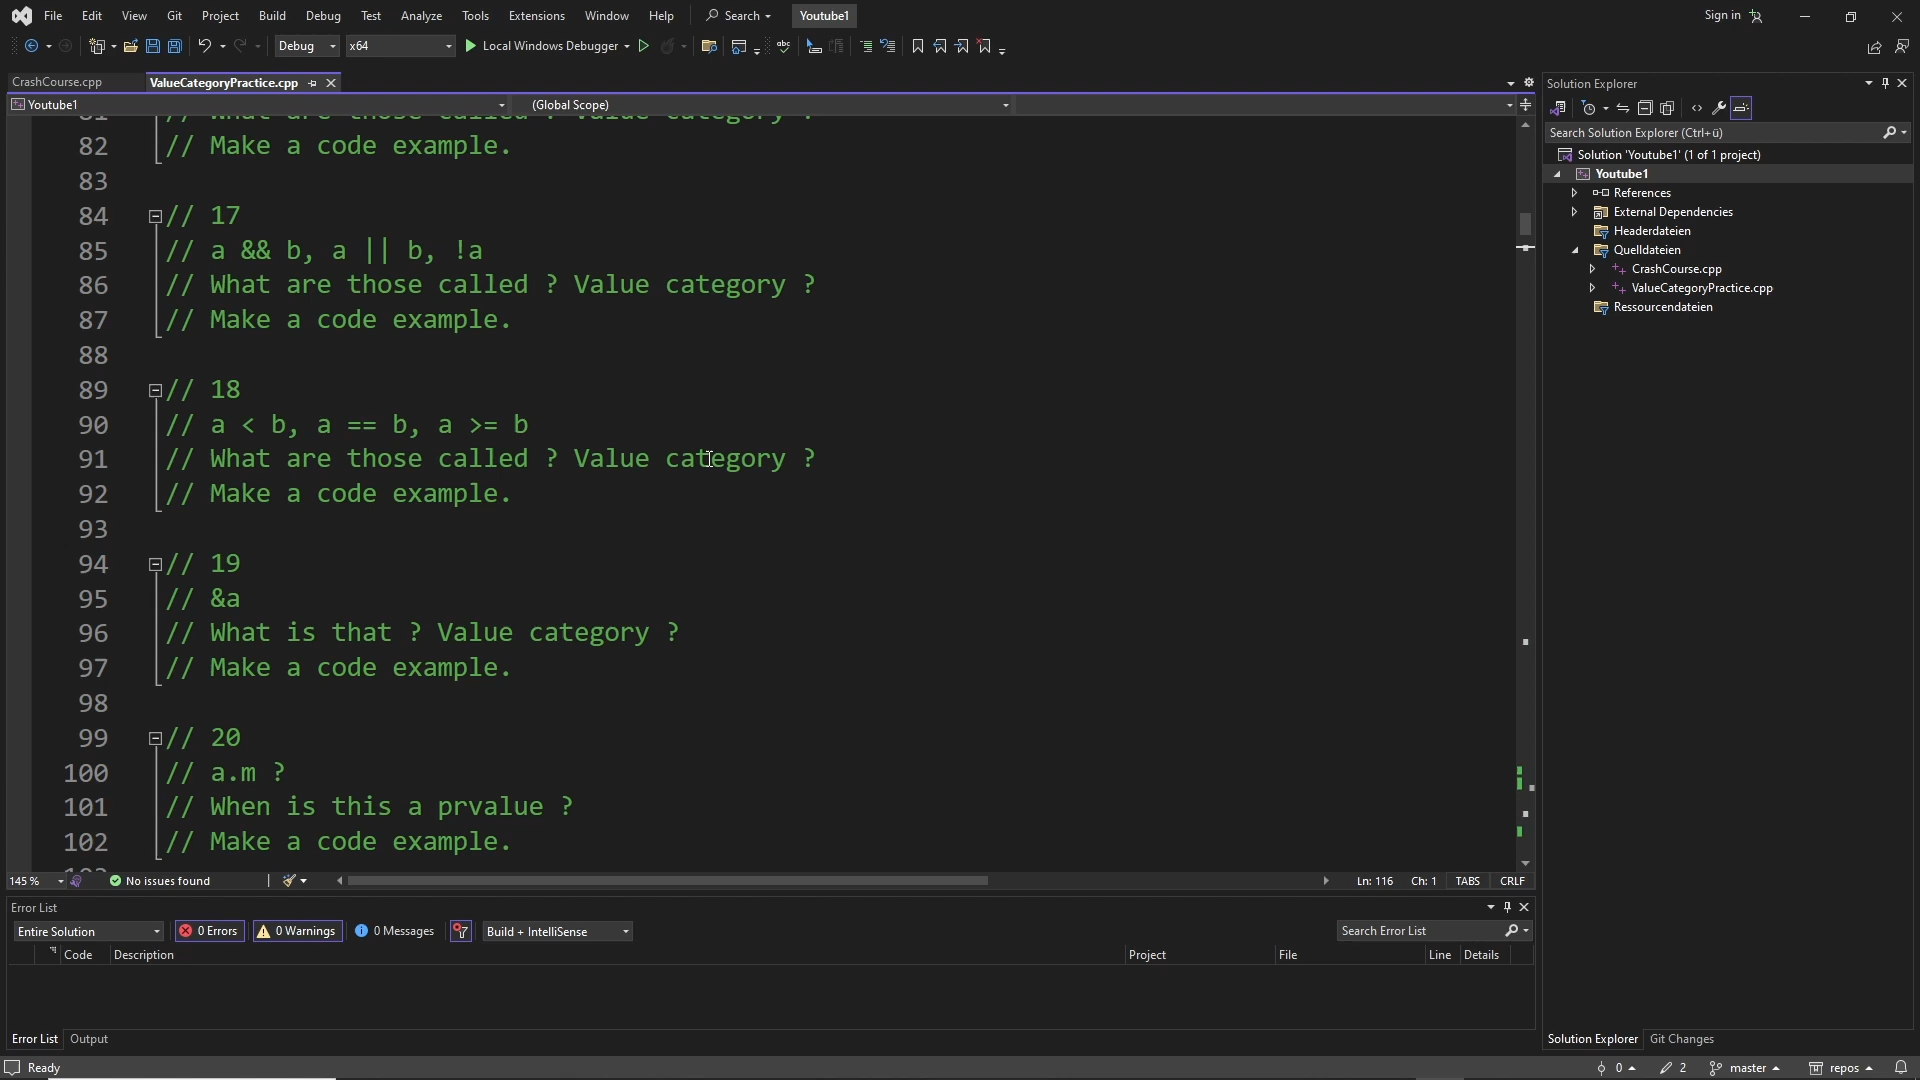 File Edit View Git Project Build Debug Test Analyze Tools Extensions Window Help Search Youtube1 Sign in
Debug x64 Local Windows Debugger
CrashCourse.cpp ValueCategoryPractice.cpp
Youtube1 (Global Scope)
81 // What are those called ? Value category ?
82 // Make a code example.
83
84 // 17
85 // a && b, a || b, !a
86 // What are those called ? Value category ?
87 // Make a code example.
88
89 // 18
90 // a < b, a == b, a >= b
91 // What are those called ? Value category ?
92 // Make a code example.
93
94 // 19
95 // &a
96 // What is that ? Value category ?
97 // Make a code example.
98
99 // 20
100 // a.m ?
101 // When is this a prvalue ?
102 // Make a code example.
145 % No issues found Ln: 116 Ch: 1 TABS CRLF
Error List
Entire Solution 0 Errors 0 Warnings 0 Messages Build + IntelliSense Search Error List
Code Description Project File Line Details
Error List Output
Solution Explorer
Search Solution Explorer (Ctrl+ü)
Solution 'Youtube1' (1 of 1 project)
Youtube1
References
External Dependencies
Headerdateien
Quelldateien
CrashCourse.cpp
ValueCategoryPractice.cpp
Ressourcendateien
Solution Explorer Git Changes
Ready 0 2 master repos